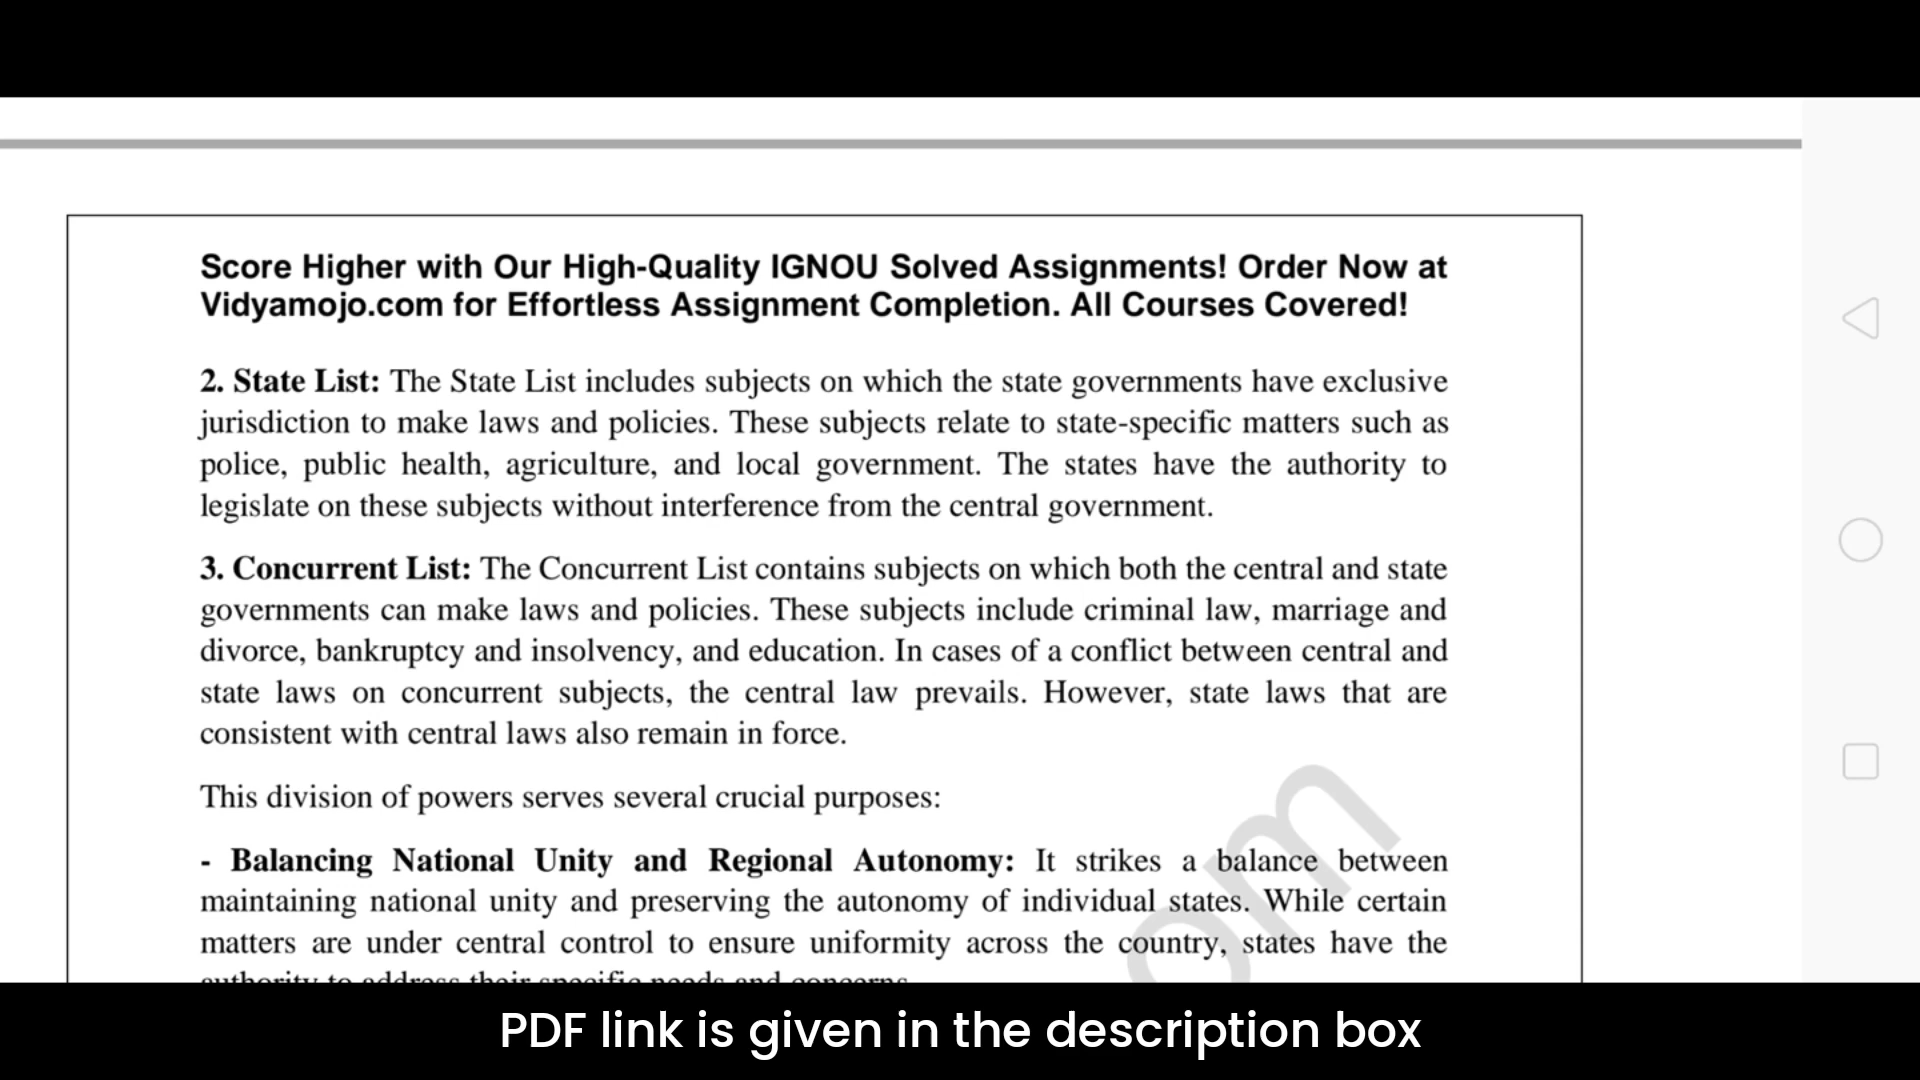 Score Higher with Our High-Quality IGNOU Solved Assignments! Order Now at
Vidyamojo.com for Effortless Assignment Completion. All Courses Covered!
2. State List: The State List includes subjects on which the state governments have exclusive
jurisdiction to make laws and policies. These subjects relate to state-specific matters such as
police, public health, agriculture, and local government. The states have the authority to
legislate on these subjects without interference from the central government.
3. Concurrent List: The Concurrent List contains subjects on which both the central and state
governments can make laws and policies. These subjects include criminal law, marriage and
divorce, bankruptcy and insolvency, and education. In cases of a conflict between central and
state laws on concurrent subjects, the central law prevails. However, state laws that are
consistent with central laws also remain in force.
This division of powers serves several crucial purposes:
- Balancing National Unity and Regional Autonomy: It strikes a balance between
maintaining national unity and preserving the autonomy of individual states. While certain
matters are under central control to ensure uniformity across the country, states have the
authority to address their specific needs and concerns.
om
PDF link is given in the description box